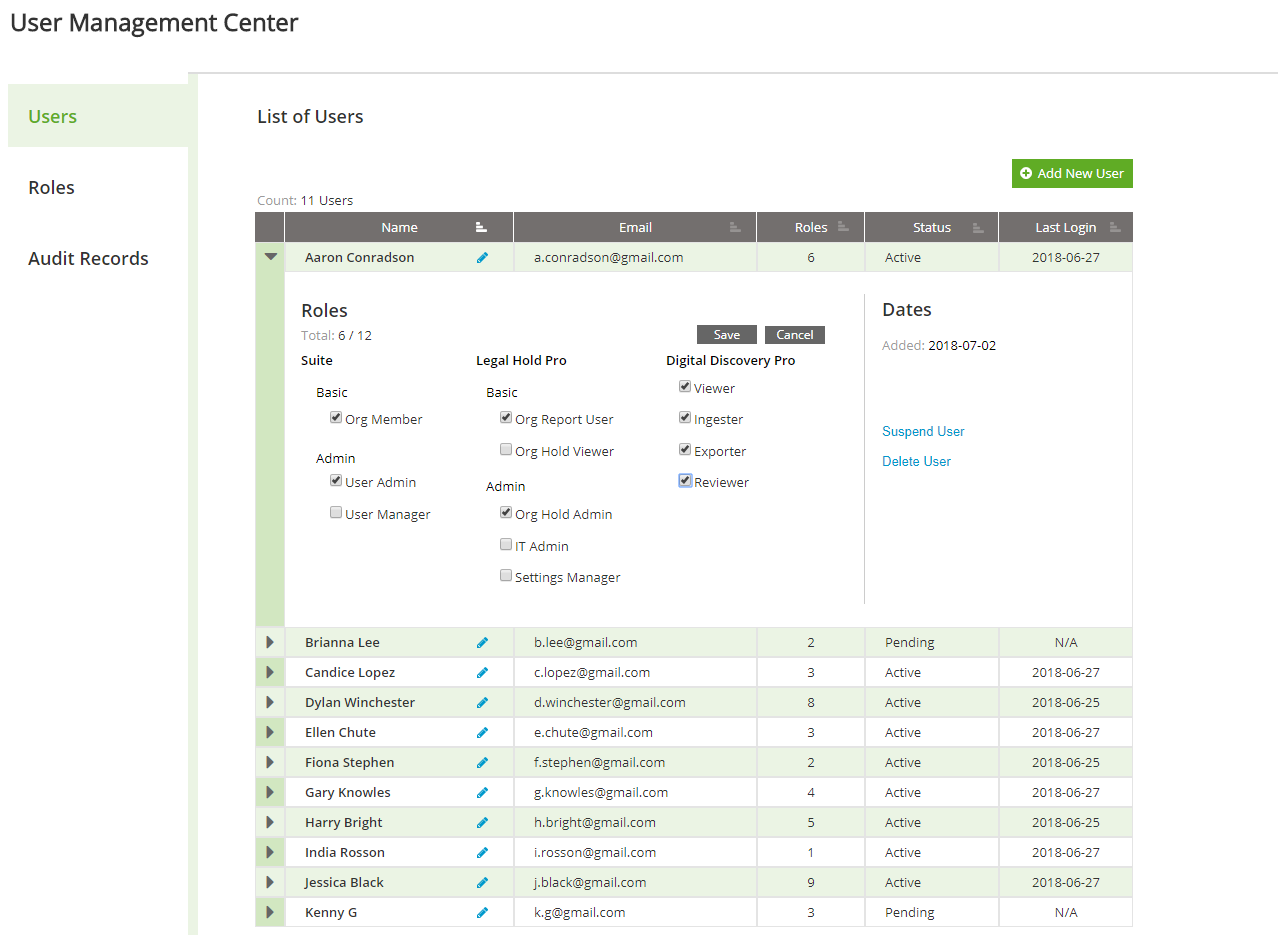 User Management Center
Users
Roles
Audit Records
List of Users
Add New User
Count: 11 Users
Name Email Roles Status Last Login
Aaron Conradson a.conradson@gmail.com 6 Active 2018-06-27
Roles
Total: 6 / 12
Save Cancel
Suite
Basic
Org Member
Admin
User Admin
User Manager
Legal Hold Pro
Basic
Org Report User
Org Hold Viewer
Admin
Org Hold Admin
IT Admin
Settings Manager
Digital Discovery Pro
Viewer
Ingester
Exporter
Reviewer
Dates
Added: 2018-07-02
Suspend User
Delete User
Brianna Lee b.lee@gmail.com 2 Pending N/A
Candice Lopez c.lopez@gmail.com 3 Active 2018-06-27
Dylan Winchester d.winchester@gmail.com 8 Active 2018-06-25
Ellen Chute e.chute@gmail.com 3 Active 2018-06-27
Fiona Stephen f.stephen@gmail.com 2 Active 2018-06-25
Gary Knowles g.knowles@gmail.com 4 Active 2018-06-27
Harry Bright h.bright@gmail.com 5 Active 2018-06-25
India Rosson i.rosson@gmail.com 1 Active 2018-06-27
Jessica Black j.black@gmail.com 9 Active 2018-06-27
Kenny G k.g@gmail.com 3 Pending N/A